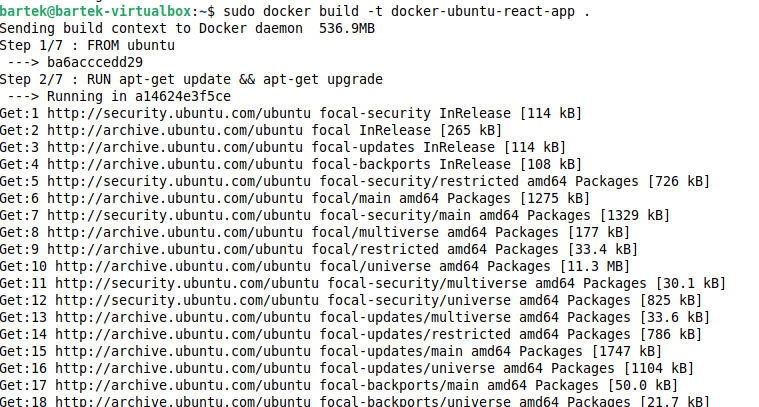 bartek@bartek-virtualbox:~$ sudo docker build -t docker-ubuntu-react-app .
Sending build context to Docker daemon  536.9MB
Step 1/7 : FROM ubuntu
 ---> ba6acccedd29
Step 2/7 : RUN apt-get update && apt-get upgrade
 ---> Running in a14624e3f5ce
Get:1 http://security.ubuntu.com/ubuntu focal-security InRelease [114 kB]
Get:2 http://archive.ubuntu.com/ubuntu focal InRelease [265 kB]
Get:3 http://archive.ubuntu.com/ubuntu focal-updates InRelease [114 kB]
Get:4 http://archive.ubuntu.com/ubuntu focal-backports InRelease [108 kB]
Get:5 http://security.ubuntu.com/ubuntu focal-security/restricted amd64 Packages [726 kB]
Get:6 http://archive.ubuntu.com/ubuntu focal/main amd64 Packages [1275 kB]
Get:7 http://security.ubuntu.com/ubuntu focal-security/main amd64 Packages [1329 kB]
Get:8 http://archive.ubuntu.com/ubuntu focal/multiverse amd64 Packages [177 kB]
Get:9 http://archive.ubuntu.com/ubuntu focal/restricted amd64 Packages [33.4 kB]
Get:10 http://archive.ubuntu.com/ubuntu focal/universe amd64 Packages [11.3 MB]
Get:11 http://security.ubuntu.com/ubuntu focal-security/multiverse amd64 Packages [30.1 kB]
Get:12 http://security.ubuntu.com/ubuntu focal-security/universe amd64 Packages [825 kB]
Get:13 http://archive.ubuntu.com/ubuntu focal-updates/multiverse amd64 Packages [33.6 kB]
Get:14 http://archive.ubuntu.com/ubuntu focal-updates/restricted amd64 Packages [786 kB]
Get:15 http://archive.ubuntu.com/ubuntu focal-updates/main amd64 Packages [1747 kB]
Get:16 http://archive.ubuntu.com/ubuntu focal-updates/universe amd64 Packages [1104 kB]
Get:17 http://archive.ubuntu.com/ubuntu focal-backports/main amd64 Packages [50.0 kB]
Get:18 http://archive.ubuntu.com/ubuntu focal-backports/universe amd64 Packages [21.7 kB]